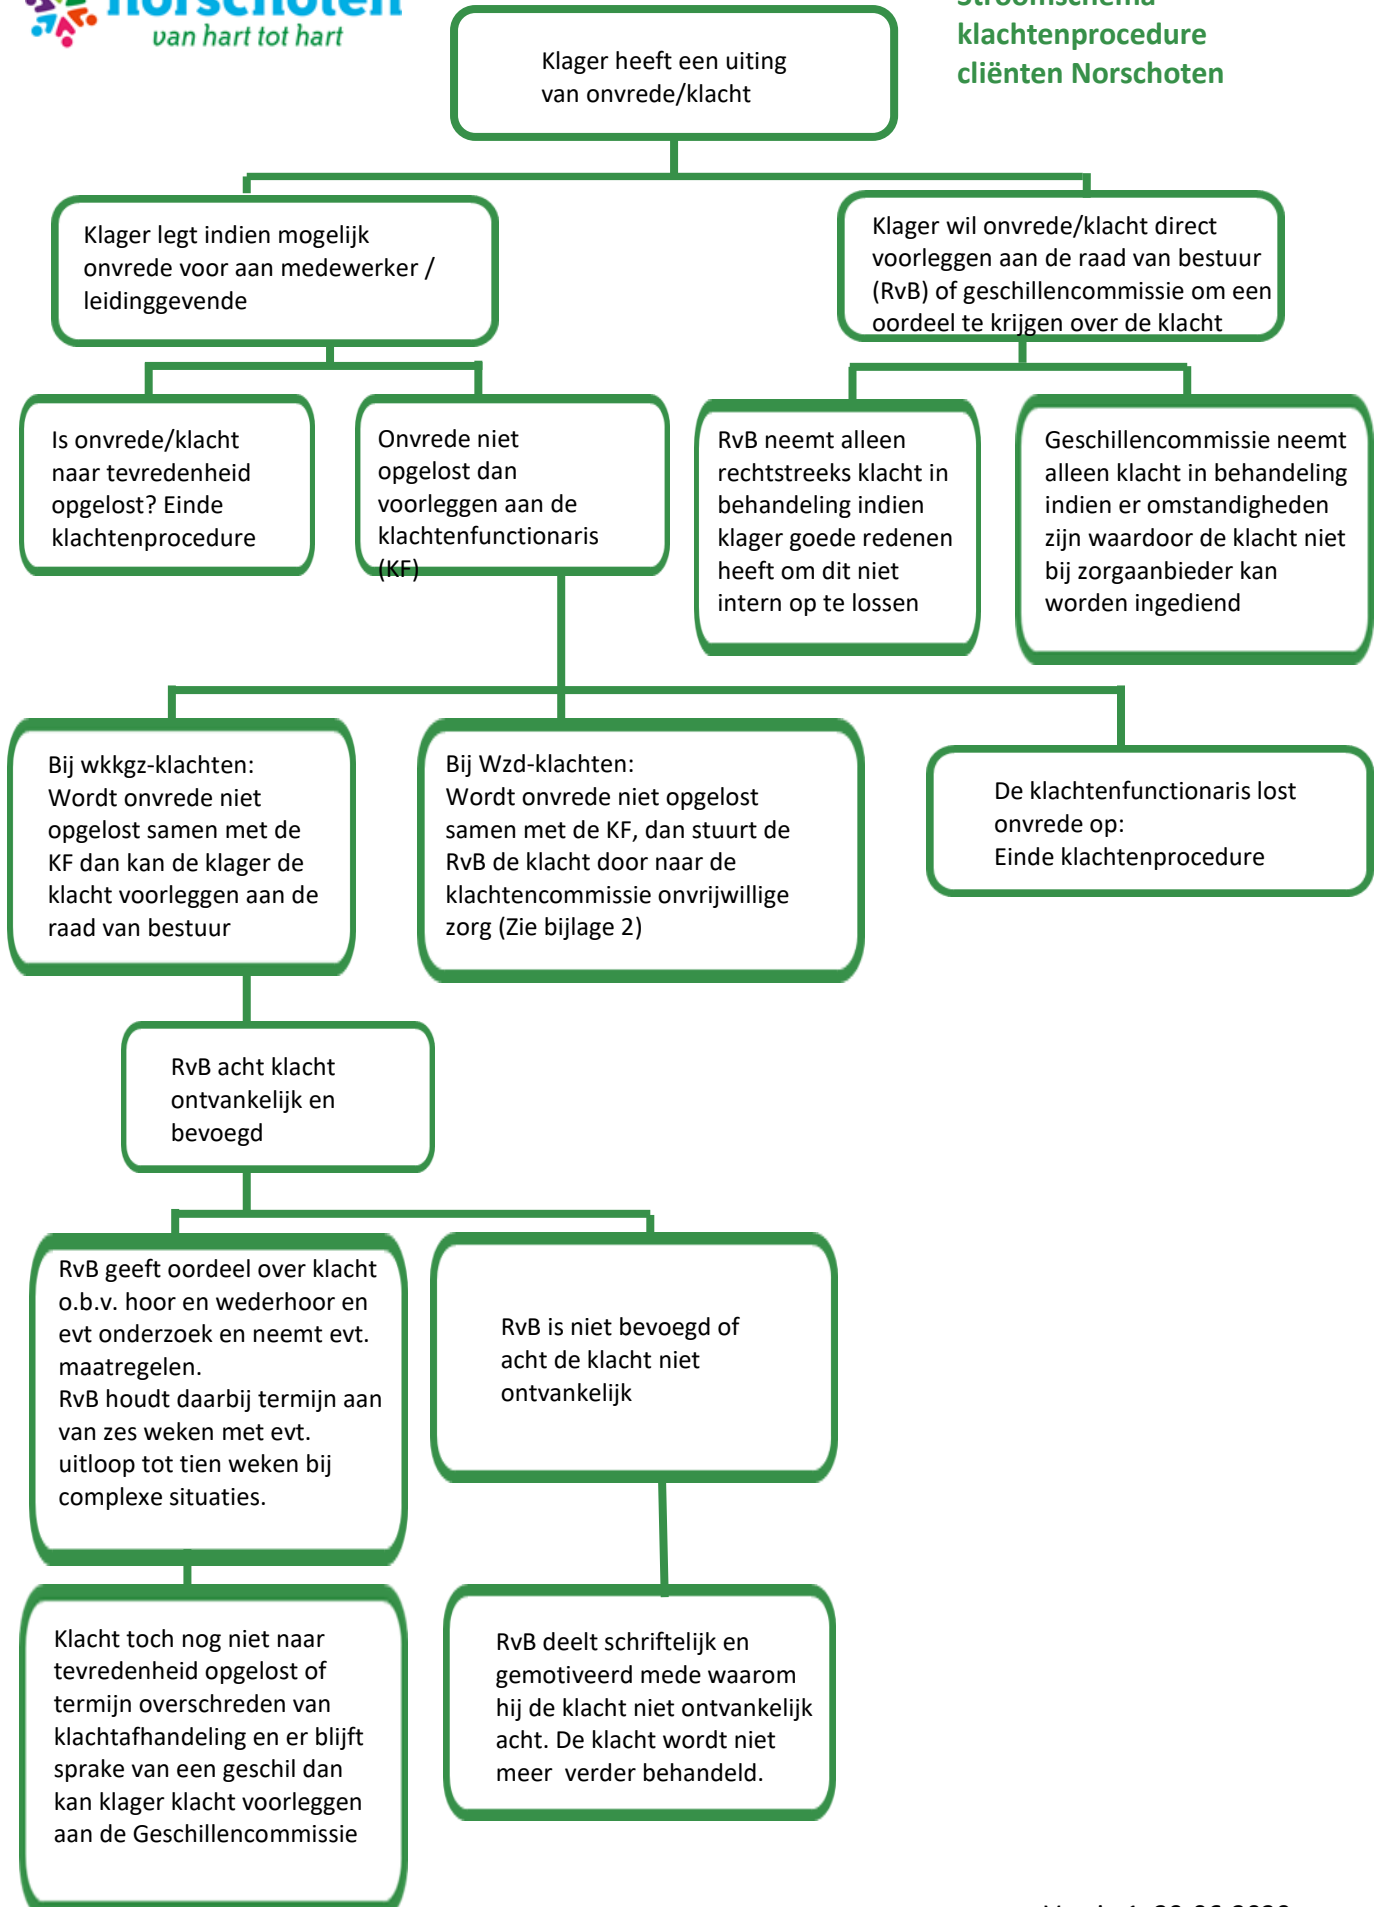 norschoten
van hart tot hart
Stroomschema
klachtenprocedure
cliënten Norschoten
Klager heeft een uiting
van onvrede/klacht
Klager legt indien mogelijk
onvrede voor aan medewerker /
leidinggevende
Klager wil onvrede/klacht direct
voorleggen aan de raad van bestuur
(RvB) of geschillencommissie om een
oordeel te krijgen over de klacht
Is onvrede/klacht
naar tevredenheid
opgelost? Einde
klachtenprocedure
Onvrede niet
opgelost dan
voorleggen aan de
klachtenfunctionaris
(KF)
RvB neemt alleen
rechtstreeks klacht in
behandeling indien
klager goede redenen
heeft om dit niet
intern op te lossen
Geschillencommissie neemt
alleen klacht in behandeling
indien er omstandigheden
zijn waardoor de klacht niet
bij zorgaanbieder kan
worden ingediend
Bij wkkgz-klachten:
Wordt onvrede niet
opgelost samen met de
KF dan kan de klager de
klacht voorleggen aan de
raad van bestuur
Bij Wzd-klachten:
Wordt onvrede niet opgelost
samen met de KF, dan stuurt de
RvB de klacht door naar de
klachtencommissie onvrijwillige
zorg (Zie bijlage 2)
De klachtenfunctionaris lost
onvrede op:
Einde klachtenprocedure
RvB acht klacht
ontvankelijk en
bevoegd
RvB geeft oordeel over klacht
o.b.v. hoor en wederhoor en
evt onderzoek en neemt evt.
maatregelen.
RvB houdt daarbij termijn aan
van zes weken met evt.
uitloop tot tien weken bij
complexe situaties.
RvB is niet bevoegd of
acht de klacht niet
ontvankelijk
Klacht toch nog niet naar
tevredenheid opgelost of
termijn overschreden van
klachtafhandeling en er blijft
sprake van een geschil dan
kan klager klacht voorleggen
aan de Geschillencommissie
RvB deelt schriftelijk en
gemotiveerd mede waarom
hij de klacht niet ontvankelijk
acht. De klacht wordt niet
meer  verder behandeld.